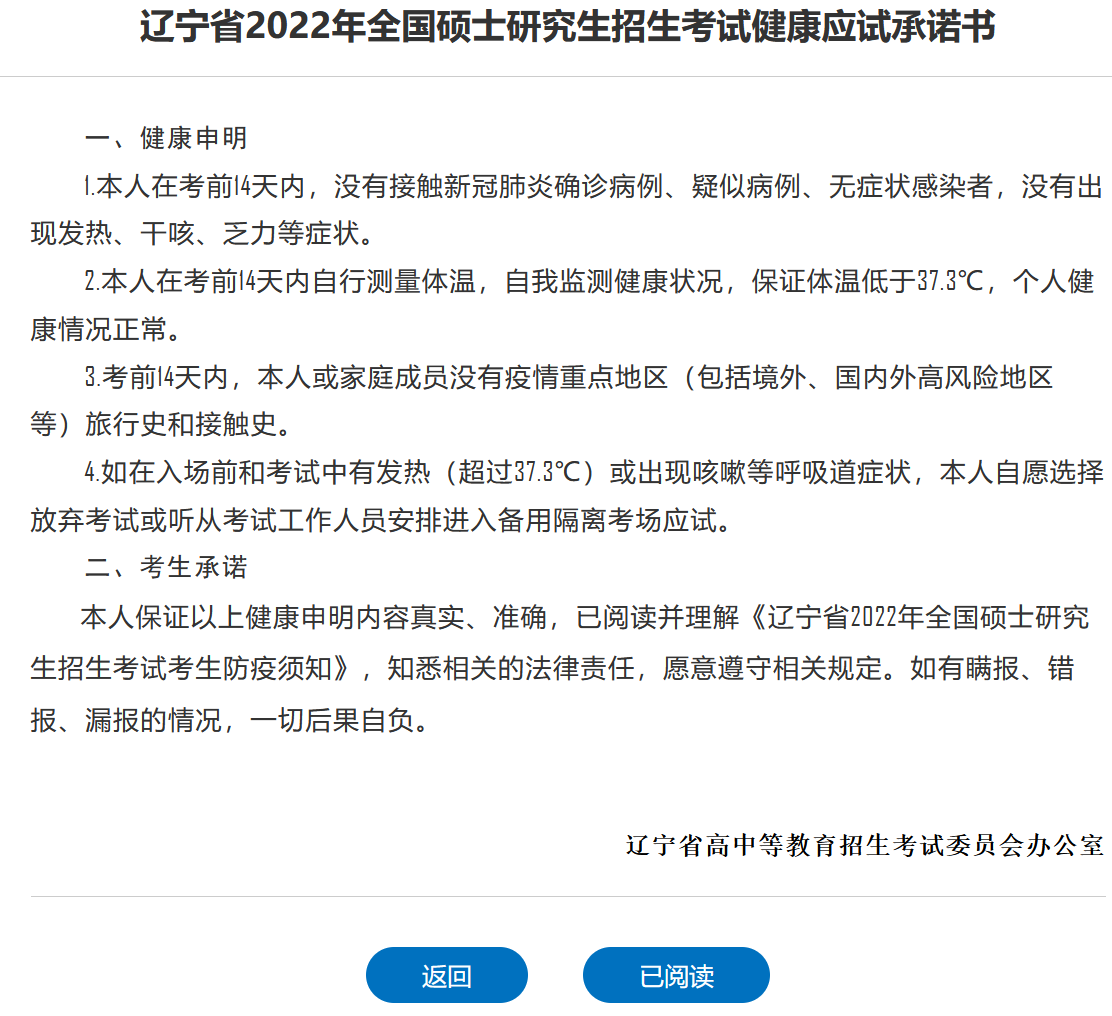 辽宁省2022年全国硕士研究生招生考试健康应试承诺书
一、健康申明
1.本人在考前14天内，没有接触新冠肺炎确诊病例、疑似病例、无症状感染者，没有出
现发热、干咳、乏力等症状。
2.本人在考前14天内自行测量体温，自我监测健康状况，保证体温低于37.3℃，个人健
康情况正常。
3.考前14天内，本人或家庭成员没有疫情重点地区（包括境外、国内外高风险地区
等）旅行史和接触史。
4.如在入场前和考试中有发热（超过37.3℃）或出现咳嗽等呼吸道症状，本人自愿选择
放弃考试或听从考试工作人员安排进入备用隔离考场应试。
二、考生承诺
本人保证以上健康申明内容真实、准确，已阅读并理解《辽宁省2022年全国硕士研究
生招生考试考生防疫须知》，知悉相关的法律责任，愿意遵守相关规定。如有瞒报、错
报、漏报的情况，一切后果自负。
辽宁省高中等教育招生考试委员会办公室
返回
已阅读